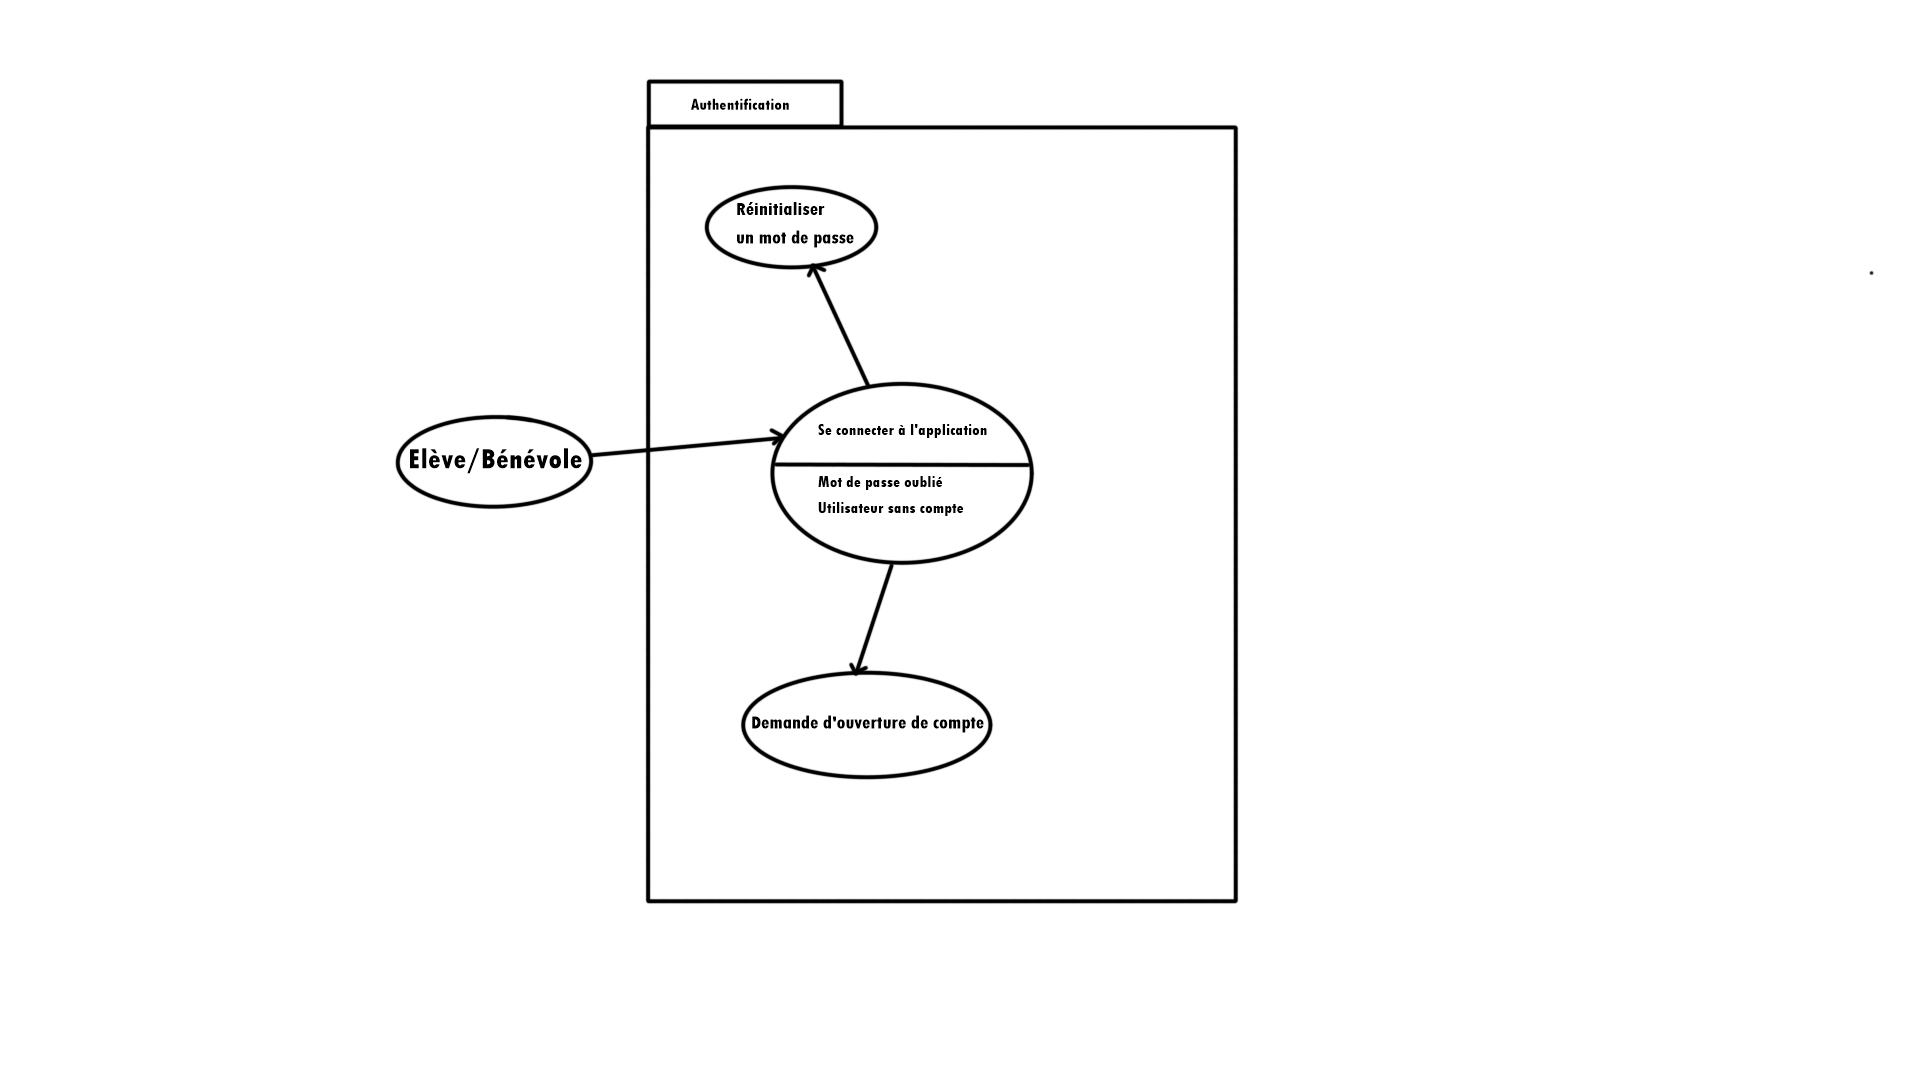 Authentification
Réinitialiser
un mot de passe
Se connecter à l'application
Elève/Bénévole
Mot de passe oublié
Utilisateur sans compte
Demande d'ouverture de compte